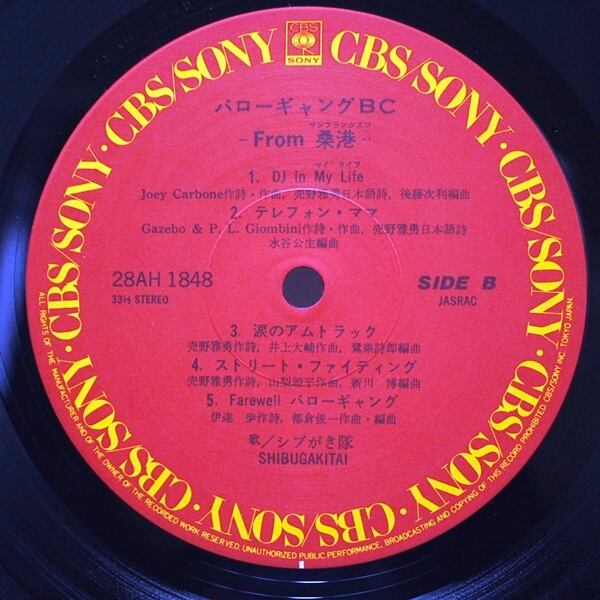 CBS
SONY
CBS/SONY · CBS/SONY · CBS/SONY · CBS/SONY · CBS/SONY · CBS/SONY · CBS/SONY
バローギャングBC
サンフランシスコ
-From 桑港-
マイ ライフ
1. DJ in My Life
Joey Carbone作詩・作曲, 売野雅勇日本語詩, 後藤次利編曲
2. テレフォン・ママ
Gazebo & P. L. Giombini作詩・作曲, 売野雅勇日本語詩
水谷公生編曲
28AH 1848
33⅓ STEREO
SIDE B
JASRAC
3. 涙のアムトラック
売野雅勇作詩, 井上大輔作曲, 鷺巣詩郎編曲
4. ストリート・ファイティング
売野雅勇作詩, 山梨鐐平作曲, 新川 博編曲
5. Farewell バローギャング
伊達 歩作詩, 都倉俊一作曲・編曲
歌／シブがき隊
SHIBUGAKITAI
ALL RIGHTS OF THE MANUFACTURER AND OF THE OWNER OF THE RECORDED WORK RESERVED. UNAUTHORIZED PUBLIC PERFORMANCE, BROADCASTING AND COPYING OF THIS RECORD PROHIBITED. CBS/SONY INC. TOKYO JAPAN.